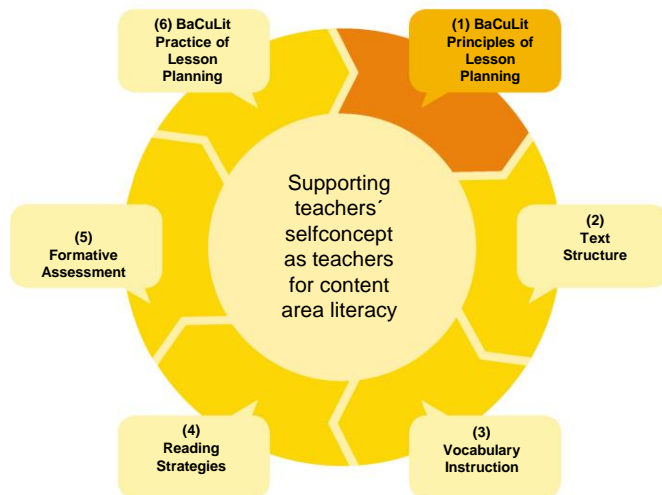 (6) BaCuLit
Practice of
Lesson
Planning
(1) BaCuLit
Principles of
Lesson
Planning
Supporting
teachers´
selfconcept
as teachers
for content
area literacy
(2)
Text
Structure
(5)
Formative
Assessment
(4)
Reading
Strategies
(3)
Vocabulary
Instruction